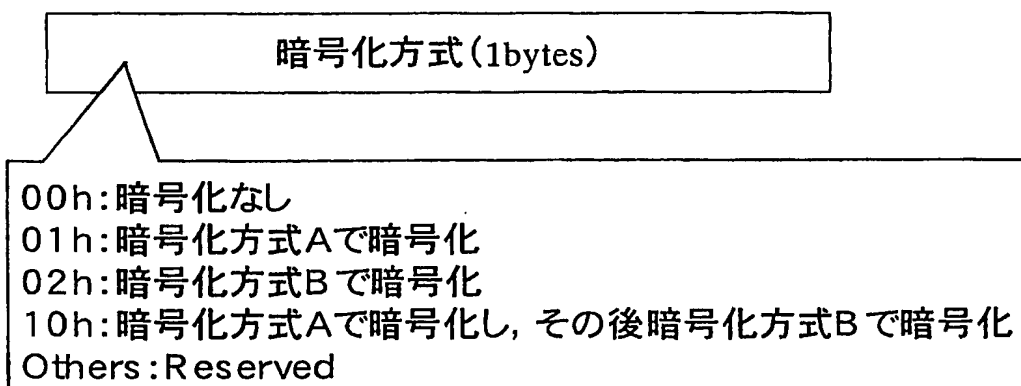 暗号化方式(1bytes)
00h:暗号化なし
01h:暗号化方式Aで暗号化
02h:暗号化方式Bで暗号化
10h:暗号化方式Aで暗号化し, その後暗号化方式Bで暗号化
Others:Reserved